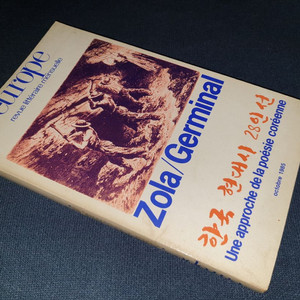 europe
revue littéraire mensuelle
Zola/Germinal
한국 현대시 28인 선
Une approche de la poésie coréenne
octobre 1985